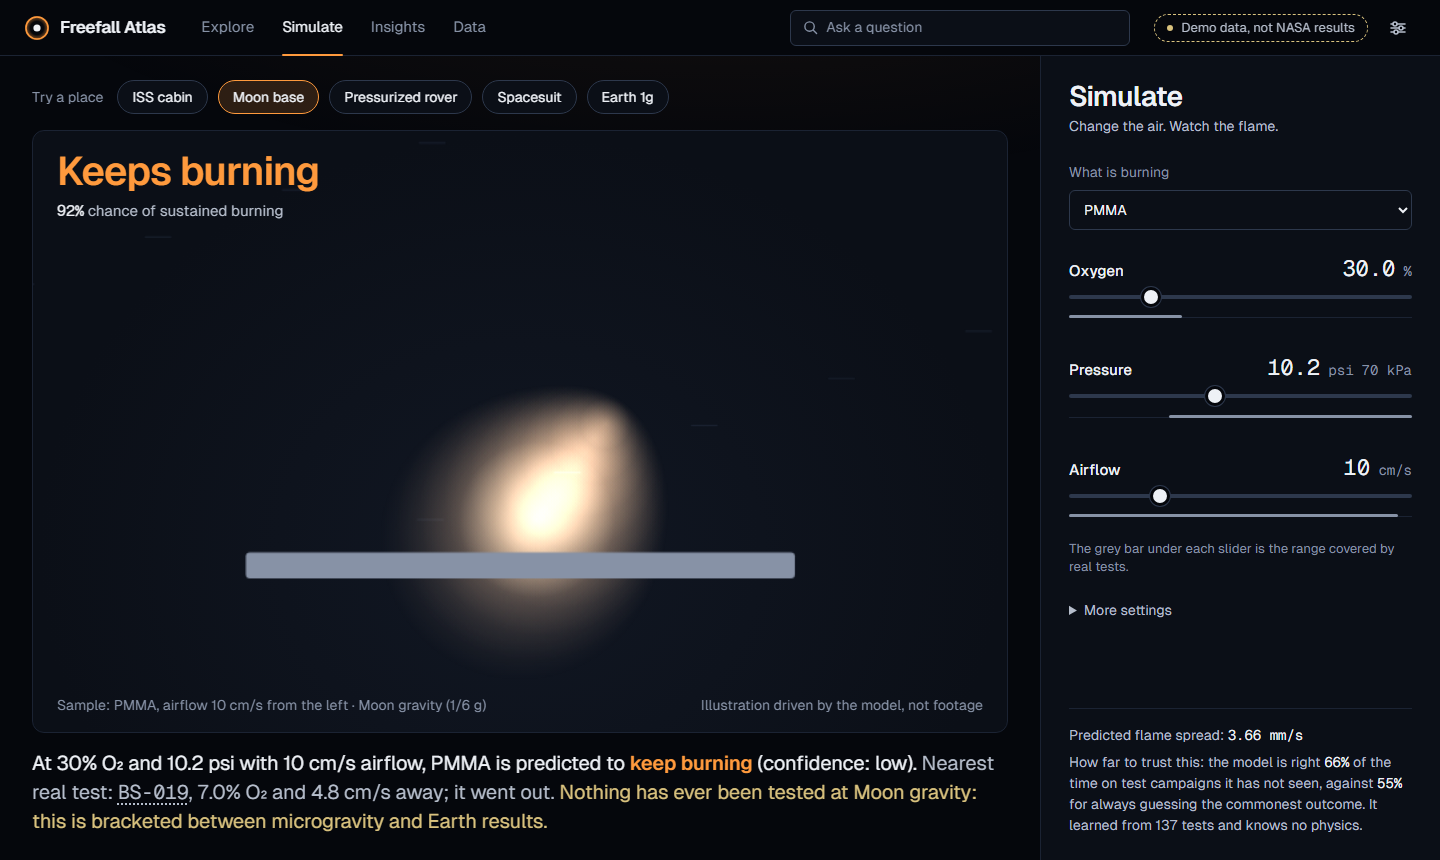 Freefall Atlas
Explore
Simulate
Insights
Data
Ask a question
Demo data, not NASA results
Try a place
ISS cabin
Moon base
Pressurized rover
Spacesuit
Earth 1g
Keeps burning
92% chance of sustained burning
Sample: PMMA, airflow 10 cm/s from the left · Moon gravity (1/6 g)
Illustration driven by the model, not footage
At 30% O₂ and 10.2 psi with 10 cm/s airflow, PMMA is predicted to keep burning (confidence: low). Nearest
real test: BS-019, 7.0% O₂ and 4.8 cm/s away; it went out. Nothing has ever been tested at Moon gravity:
this is bracketed between microgravity and Earth results.
Simulate
Change the air. Watch the flame.
What is burning
PMMA
Oxygen
30.0 %
Pressure
10.2 psi 70 kPa
Airflow
10 cm/s
The grey bar under each slider is the range covered by
real tests.
More settings
Predicted flame spread: 3.66 mm/s
How far to trust this: the model is right 66% of the
time on test campaigns it has not seen, against 55%
for always guessing the commonest outcome. It
learned from 137 tests and knows no physics.